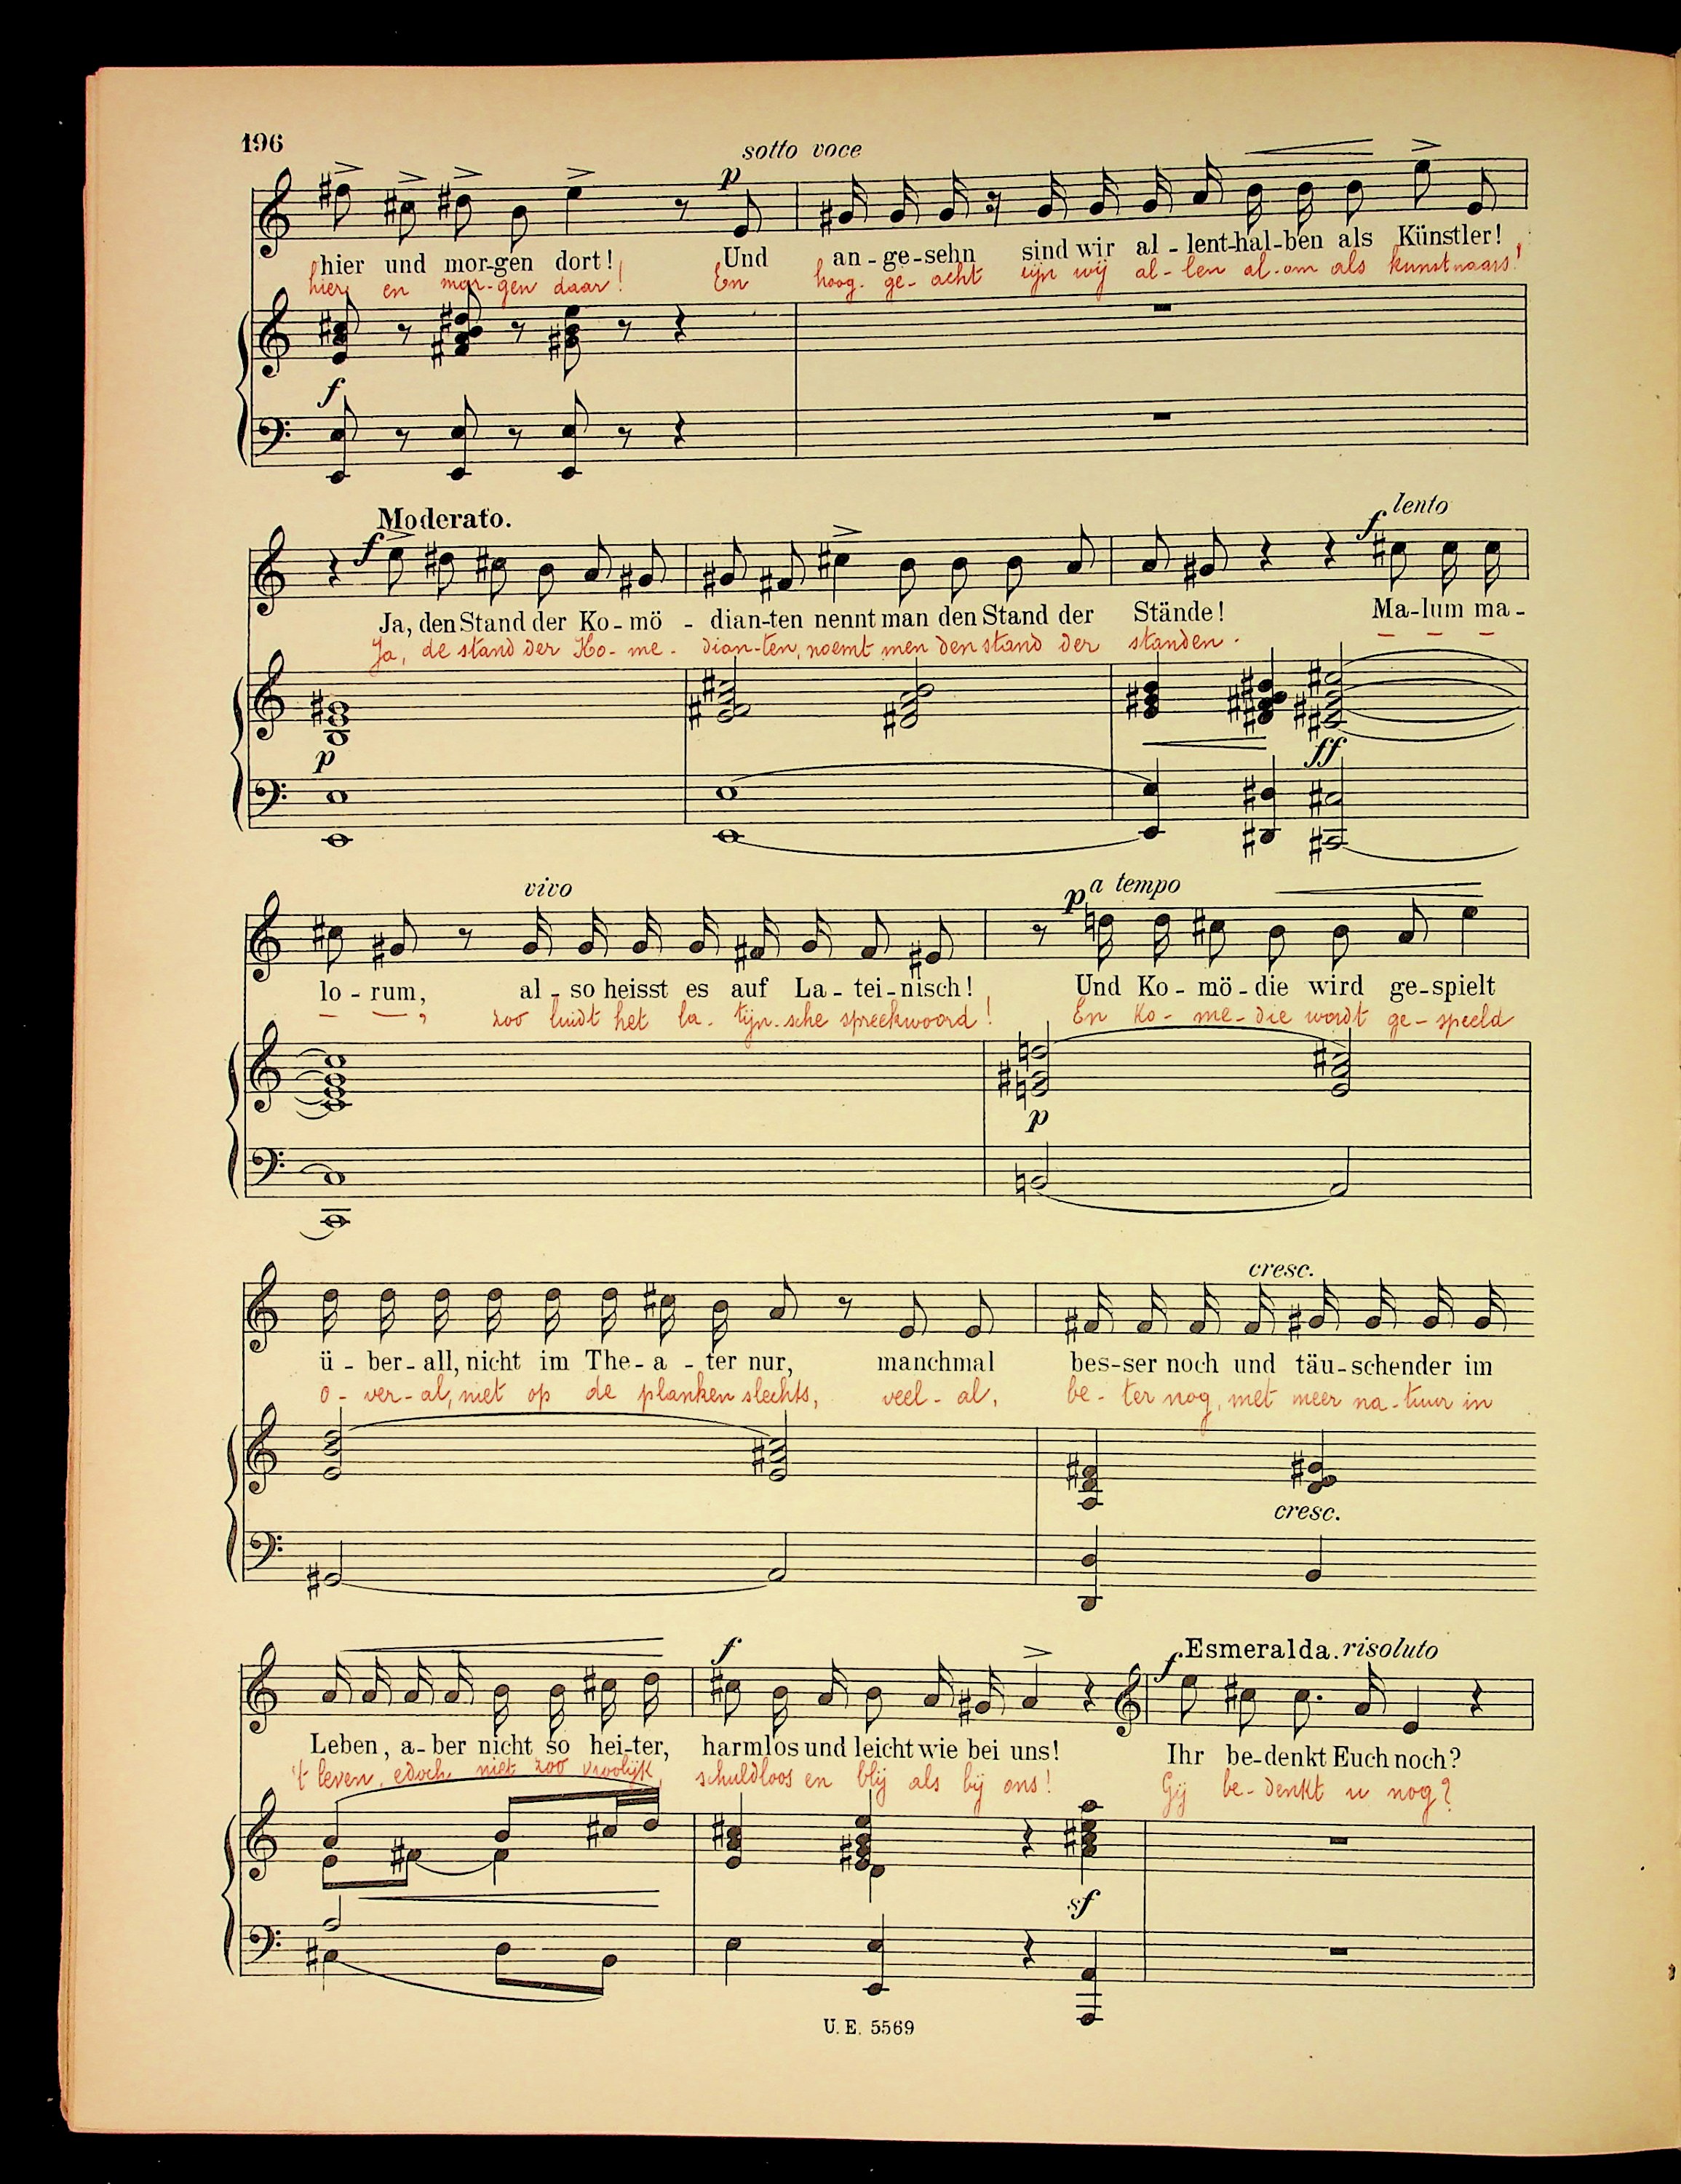 196
sotto voce
f
p
hier und mor-gen dort! Und an-ge-sehn sind wir al-lent-hal-ben als Künstler!
hier en mor-gen daar! En hoog-ge-acht zijn wij al-len al-om als kunstnaars!
Moderato.
f
f lento
Ja, den Stand der Ko-mö-dian-ten nennt man den Stand der Stände! Ma-lum ma-
Ja, de stand der Ko-me-dian-ten, noemt men den stand der standen.
p
ff
vivo
p a tempo
lo-rum, al-so heisst es auf La-tei-nisch! Und Ko-mö-die wird ge-spielt
zoo luidt het la-tijn-sche spreekwoord! En ko-me-die wordt ge-speeld
p
cresc.
ü-ber-all, nicht im The-a-ter nur, manchmal bes-ser noch und täu-schender im
o-ver-al, niet op de planken slechts, veel-al, be-ter nog, met meer na-tuur in
cresc.
f
f Esmeralda. risoluto
Leben, a-ber nicht so hei-ter, harmlos und leicht wie bei uns! Ihr be-denkt Euch noch?
't leven, edoch niet zoo vroolijk, schuldloos en blij als bij ons! Gij be-denkt u nog?
sf
U. E. 5569